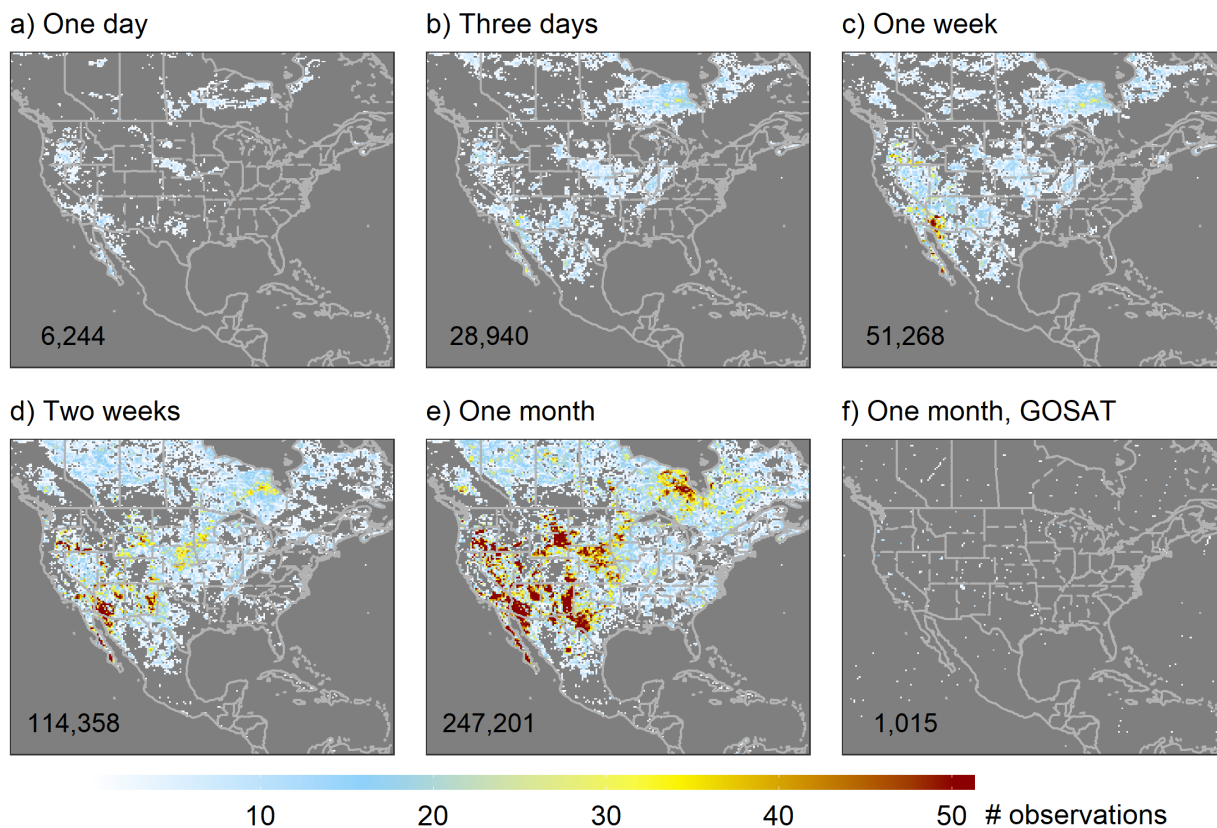 a) One day
b) Three days
c) One week
6,244
28,940
51,268
d) Two weeks
e) One month
f) One month, GOSAT
114,358
247,201
1,015
10 20 30 40 50 # observations